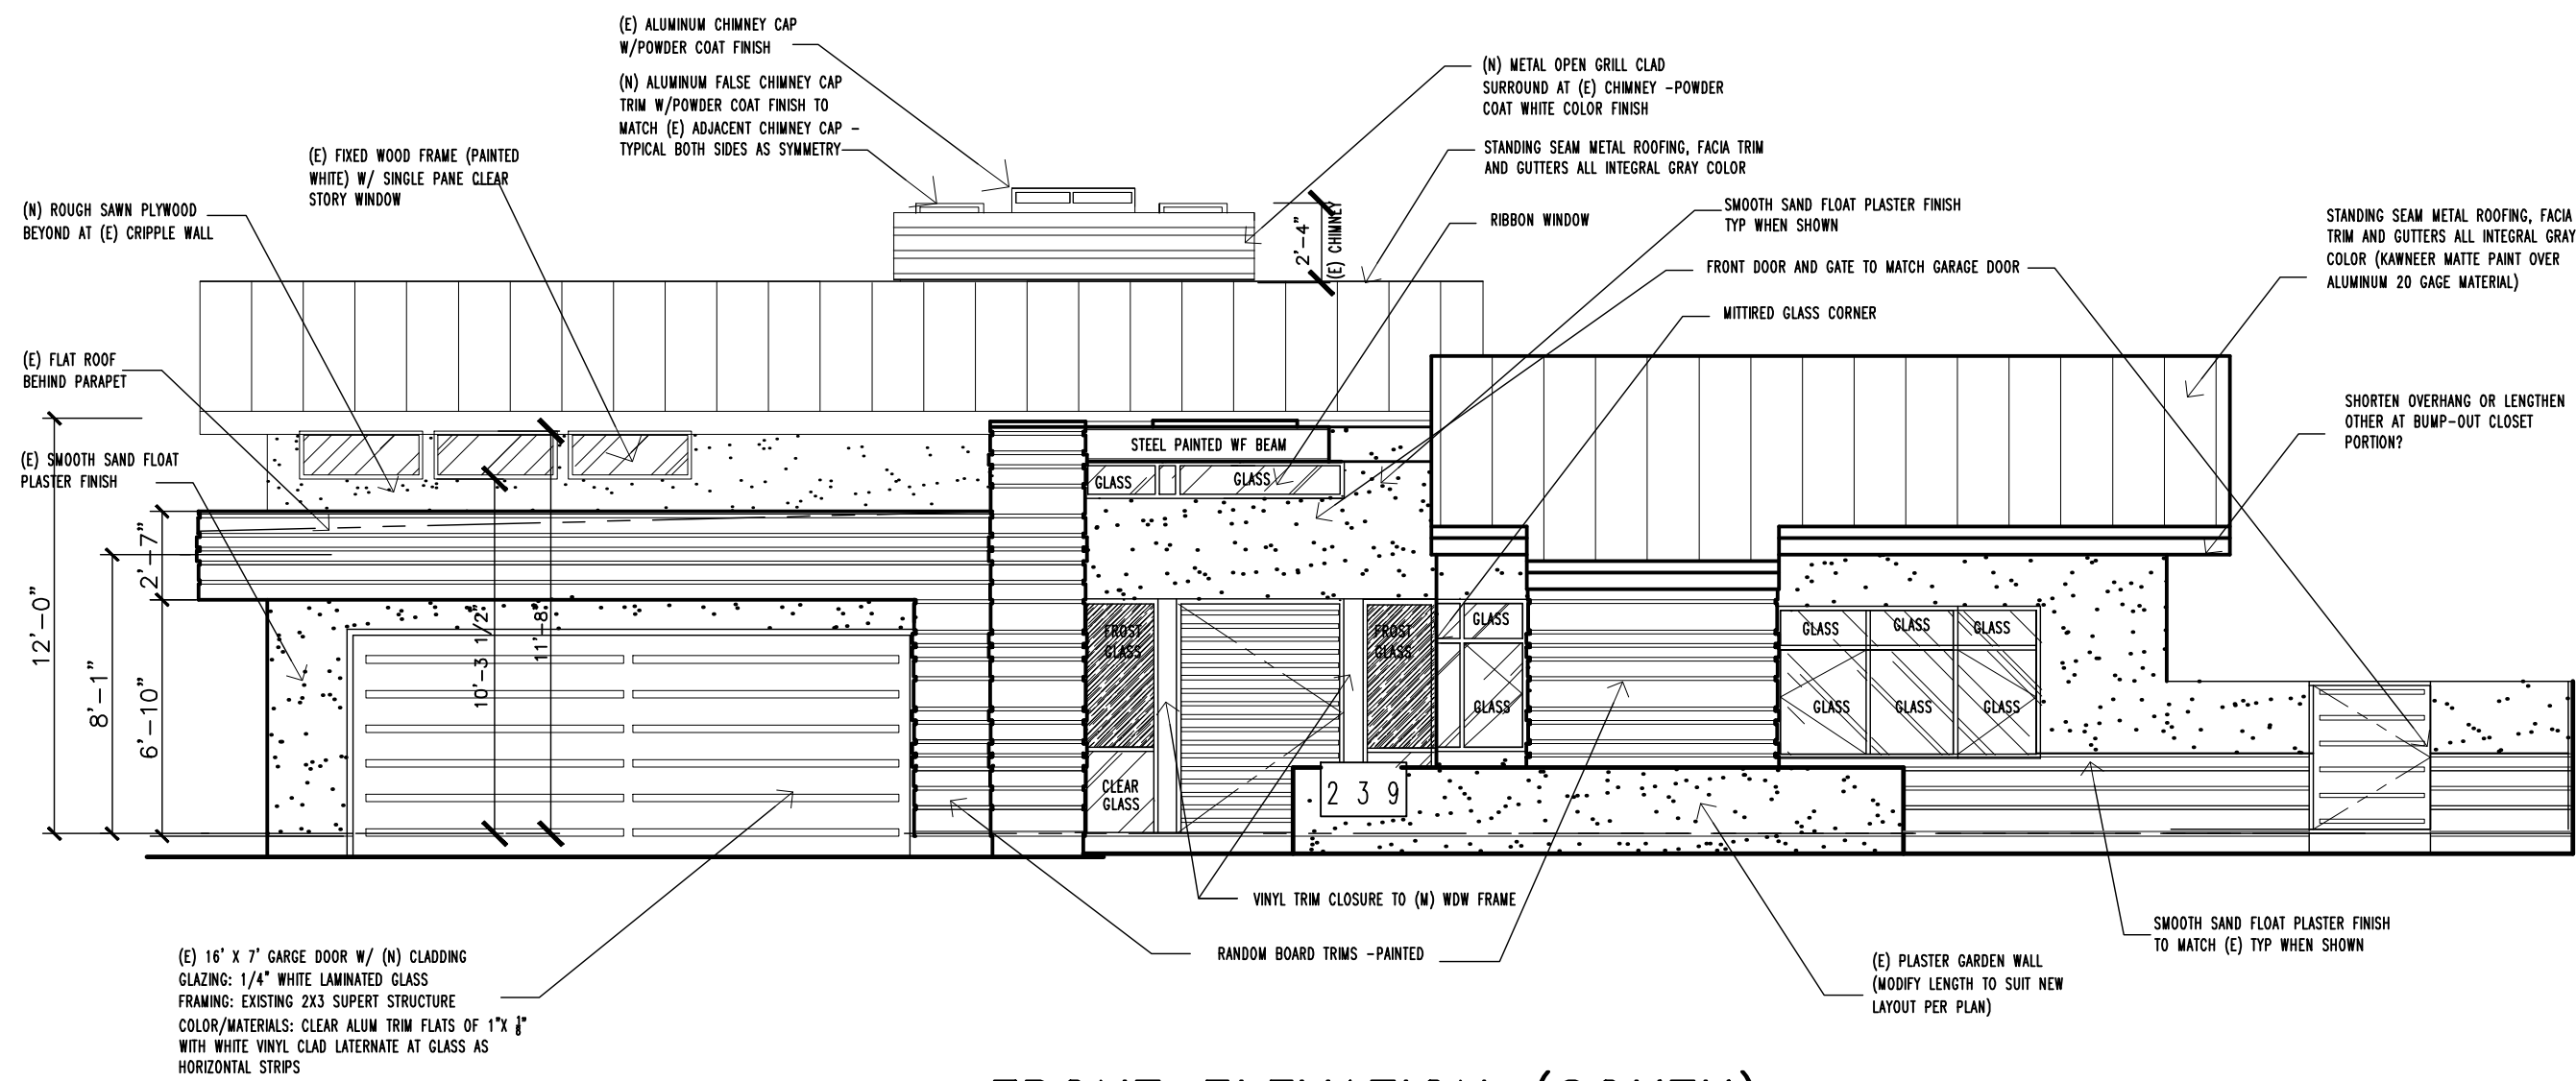 (E) ALUMINUM CHIMNEY CAP
W/POWDER COAT FINISH
(N) ALUMINUM FALSE CHIMNEY CAP
TRIM W/POWDER COAT FINISH TO
MATCH (E) ADJACENT CHIMNEY CAP -
TYPICAL BOTH SIDES AS SYMMETRY
(N) METAL OPEN GRILL CLAD
SURROUND AT (E) CHIMNEY -POWDER
COAT WHITE COLOR FINISH
STANDING SEAM METAL ROOFING, FACIA TRIM
AND GUTTERS ALL INTEGRAL GRAY COLOR
(E) FIXED WOOD FRAME (PAINTED
WHITE) W/ SINGLE PANE CLEAR
STORY WINDOW
(N) ROUGH SAWN PLYWOOD
BEYOND AT (E) CRIPPLE WALL
RIBBON WINDOW
SMOOTH SAND FLOAT PLASTER FINISH
TYP WHEN SHOWN
FRONT DOOR AND GATE TO MATCH GARAGE DOOR
MITTIRED GLASS CORNER
STANDING SEAM METAL ROOFING, FACIA
TRIM AND GUTTERS ALL INTEGRAL GRAY
COLOR (KAWNEER MATTE PAINT OVER
ALUMINUM 20 GAGE MATERIAL)
2'-4"
(E) CHIMNEY
(E) FLAT ROOF
BEHIND PARAPET
SHORTEN OVERHANG OR LENGTHEN
OTHER AT BUMP-OUT CLOSET
PORTION?
(E) SMOOTH SAND FLOAT
PLASTER FINISH
STEEL PAINTED WF BEAM
GLASS
GLASS
12'-0"
8'-1"
2'-7"
6'-10"
10'-3 1/2"
11'-8"
FROST
GLASS
FROST
GLASS
GLASS
GLASS
GLASS
GLASS
GLASS
GLASS
GLASS
GLASS
CLEAR
GLASS
2 3 9
VINYL TRIM CLOSURE TO (M) WDW FRAME
RANDOM BOARD TRIMS -PAINTED
SMOOTH SAND FLOAT PLASTER FINISH
TO MATCH (E) TYP WHEN SHOWN
(E) PLASTER GARDEN WALL
(MODIFY LENGTH TO SUIT NEW
LAYOUT PER PLAN)
(E) 16' X 7' GARGE DOOR W/ (N) CLADDING
GLAZING: 1/4" WHITE LAMINATED GLASS
FRAMING: EXISTING 2X3 SUPERT STRUCTURE
COLOR/MATERIALS: CLEAR ALUM TRIM FLATS OF 1"X 1/8"
WITH WHITE VINYL CLAD LATERNATE AT GLASS AS
HORIZONTAL STRIPS